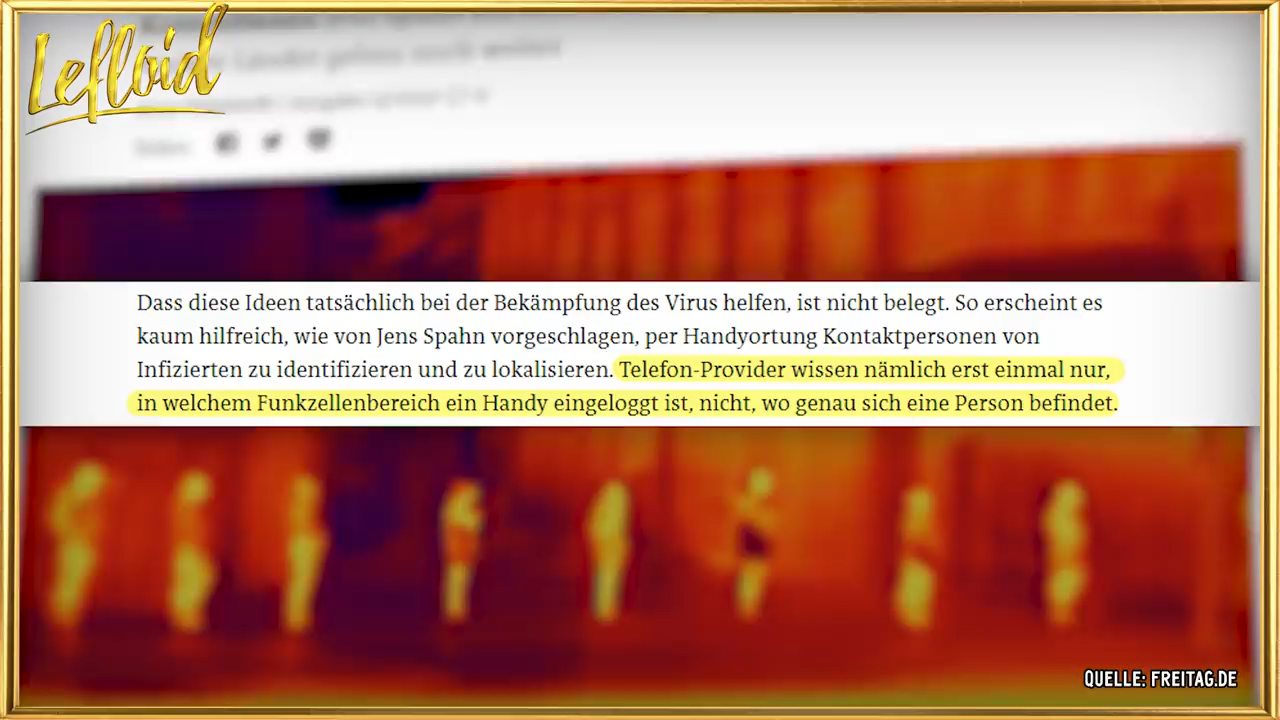 Lefloid
Dass diese Ideen tatsächlich bei der Bekämpfung des Virus helfen, ist nicht belegt. So erscheint es
kaum hilfreich, wie von Jens Spahn vorgeschlagen, per Handyortung Kontaktpersonen von
Infizierten zu identifizieren und zu lokalisieren. Telefon-Provider wissen nämlich erst einmal nur,
in welchem Funkzellenbereich ein Handy eingeloggt ist, nicht, wo genau sich eine Person befindet.
QUELLE: FREITAG.DE